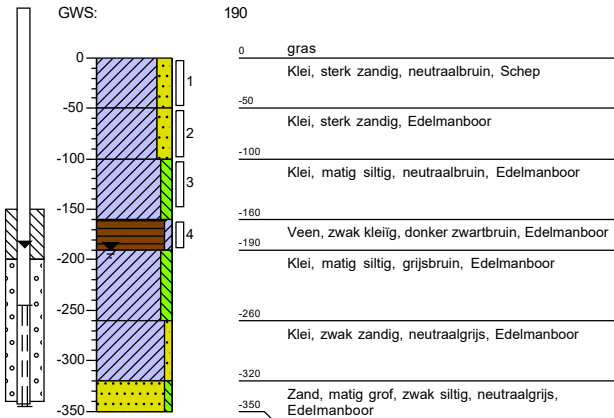 GWS: 190
0
-50
-100
-150
-200
-250
-300
-350
1
2
3
4
0 gras
Klei, sterk zandig, neutraalbruin, Schep
-50
Klei, sterk zandig, Edelmanboor
-100
Klei, matig siltig, neutraalbruin, Edelmanboor
-160
Veen, zwak kleiïg, donker zwartbruin, Edelmanboor
-190
Klei, matig siltig, grijsbruin, Edelmanboor
-260
Klei, zwak zandig, neutraalgrijs, Edelmanboor
-320
Zand, matig grof, zwak siltig, neutraalgrijs,
Edelmanboor
-350